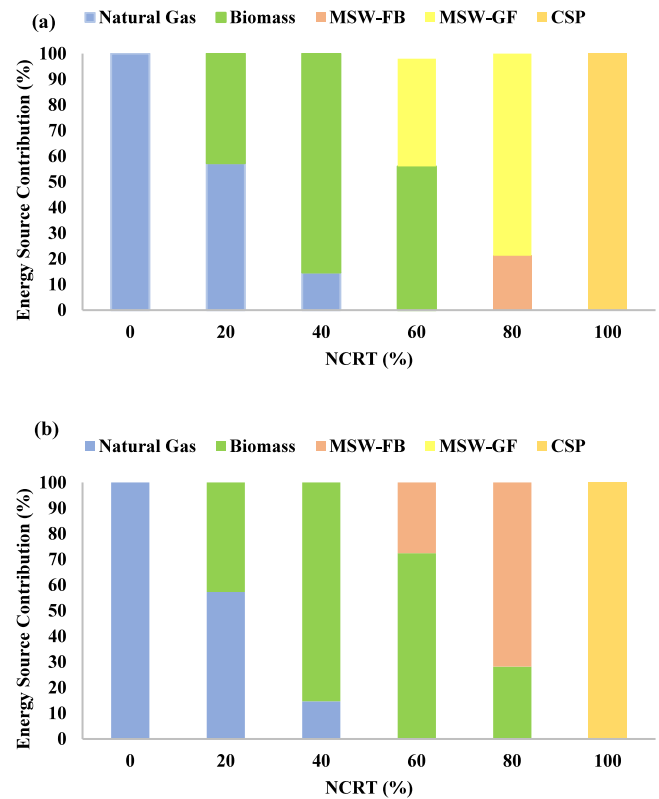 (a)
Natural Gas Biomass MSW-FB MSW-GF CSP
Energy Source Contribution (%)
100
90
80
70
60
50
40
30
20
10
0
0 20 40 60 80 100
NCRT (%)
(b)
Natural Gas Biomass MSW-FB MSW-GF CSP
Energy Source Contribution (%)
100
90
80
70
60
50
40
30
20
10
0
0 20 40 60 80 100
NCRT (%)